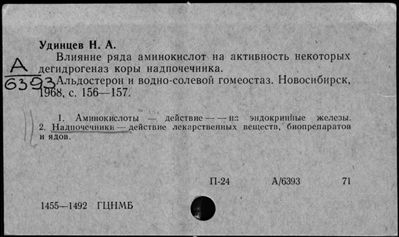 Удинцев Н. А.
Влияние ряда аминокислот на активность некоторых
дегидрогеназ коры надпочечника.
А
6393
Альдостерон и водно-солевой гомеостаз. Новосибирск,
1968, с. 156—157.
1. Аминокислоты — действие — — на эндокринные железы.
2. Надпочечники — действие лекарственных веществ, биопрепаратов
и ядов.
П-24 А/6393 71
1455—1492 ГЦНМБ